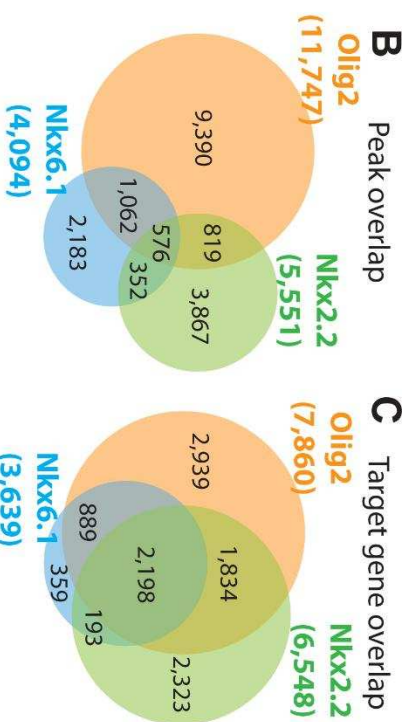 B Peak overlap
Olig2
(11,747)
Nkx2.2
(5,551)
9,390
819
3,867
1,062
576
352
2,183
Nkx6.1
(4,094)
C Target gene overlap
Olig2
(7,860)
Nkx2.2
(6,548)
2,939
1,834
2,323
2,198
889
193
359
Nkx6.1
(3,639)